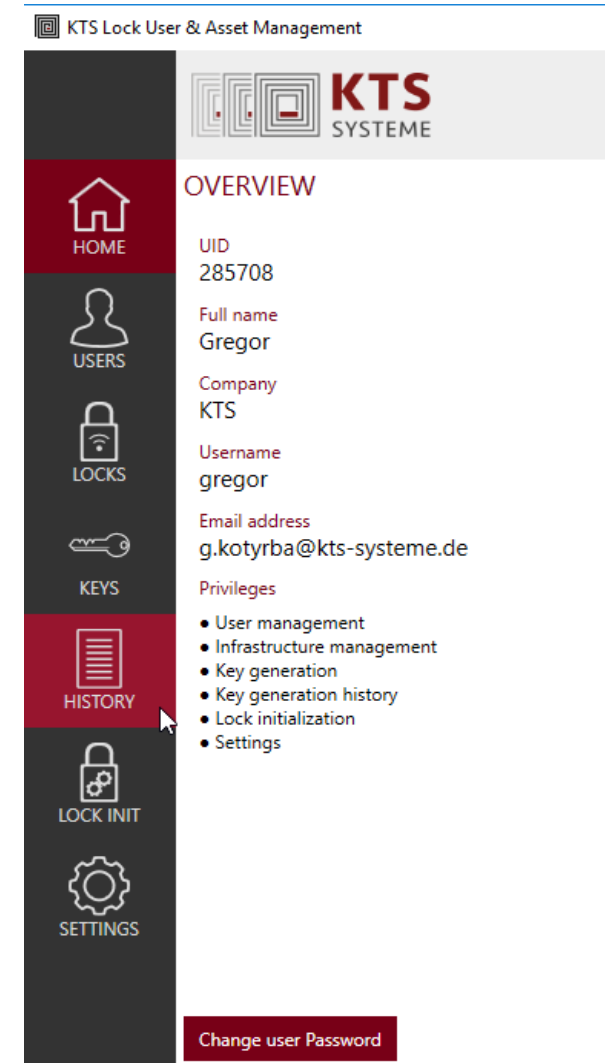 KTS Lock User & Asset Management
KTS
SYSTEME
HOME
USERS
LOCKS
KEYS
HISTORY
LOCK INIT
SETTINGS
OVERVIEW
UID
285708
Full name
Gregor
Company
KTS
Username
gregor
Email address
g.kotyrba@kts-systeme.de
Privileges
● User management
● Infrastructure management
● Key generation
● Key generation history
● Lock initialization
● Settings
Change user Password